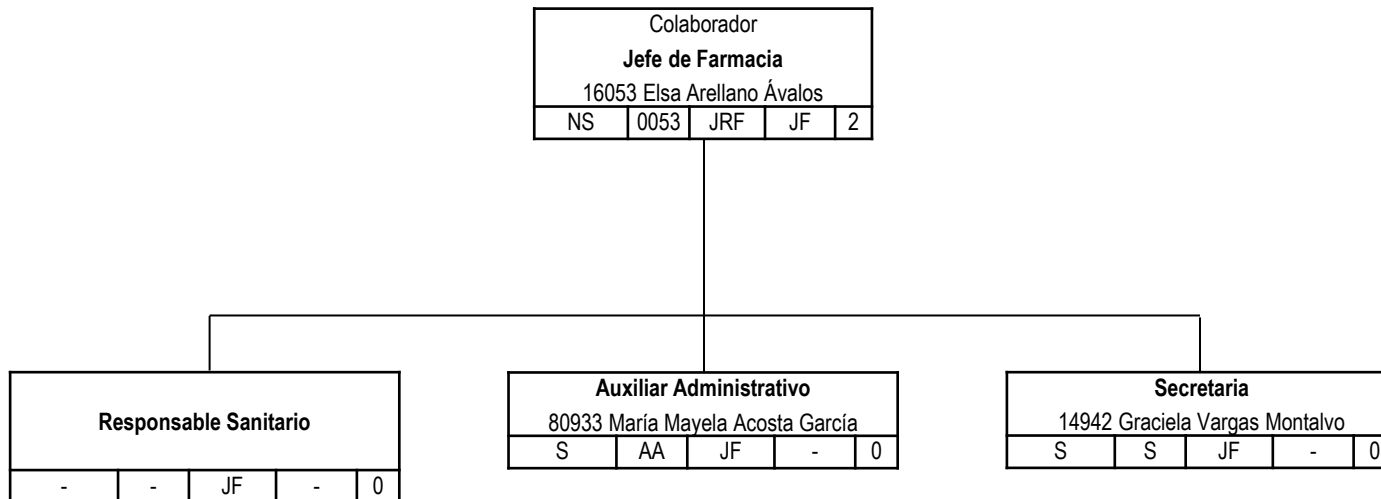 Colaborador
Jefe de Farmacia
16053 Elsa Arellano Ávalos
NS 0053 JRF JF 2
Responsable Sanitario
- - JF - 0
Auxiliar Administrativo
80933 María Mayela Acosta García
S AA JF - 0
Secretaria
14942 Graciela Vargas Montalvo
S S JF - 0